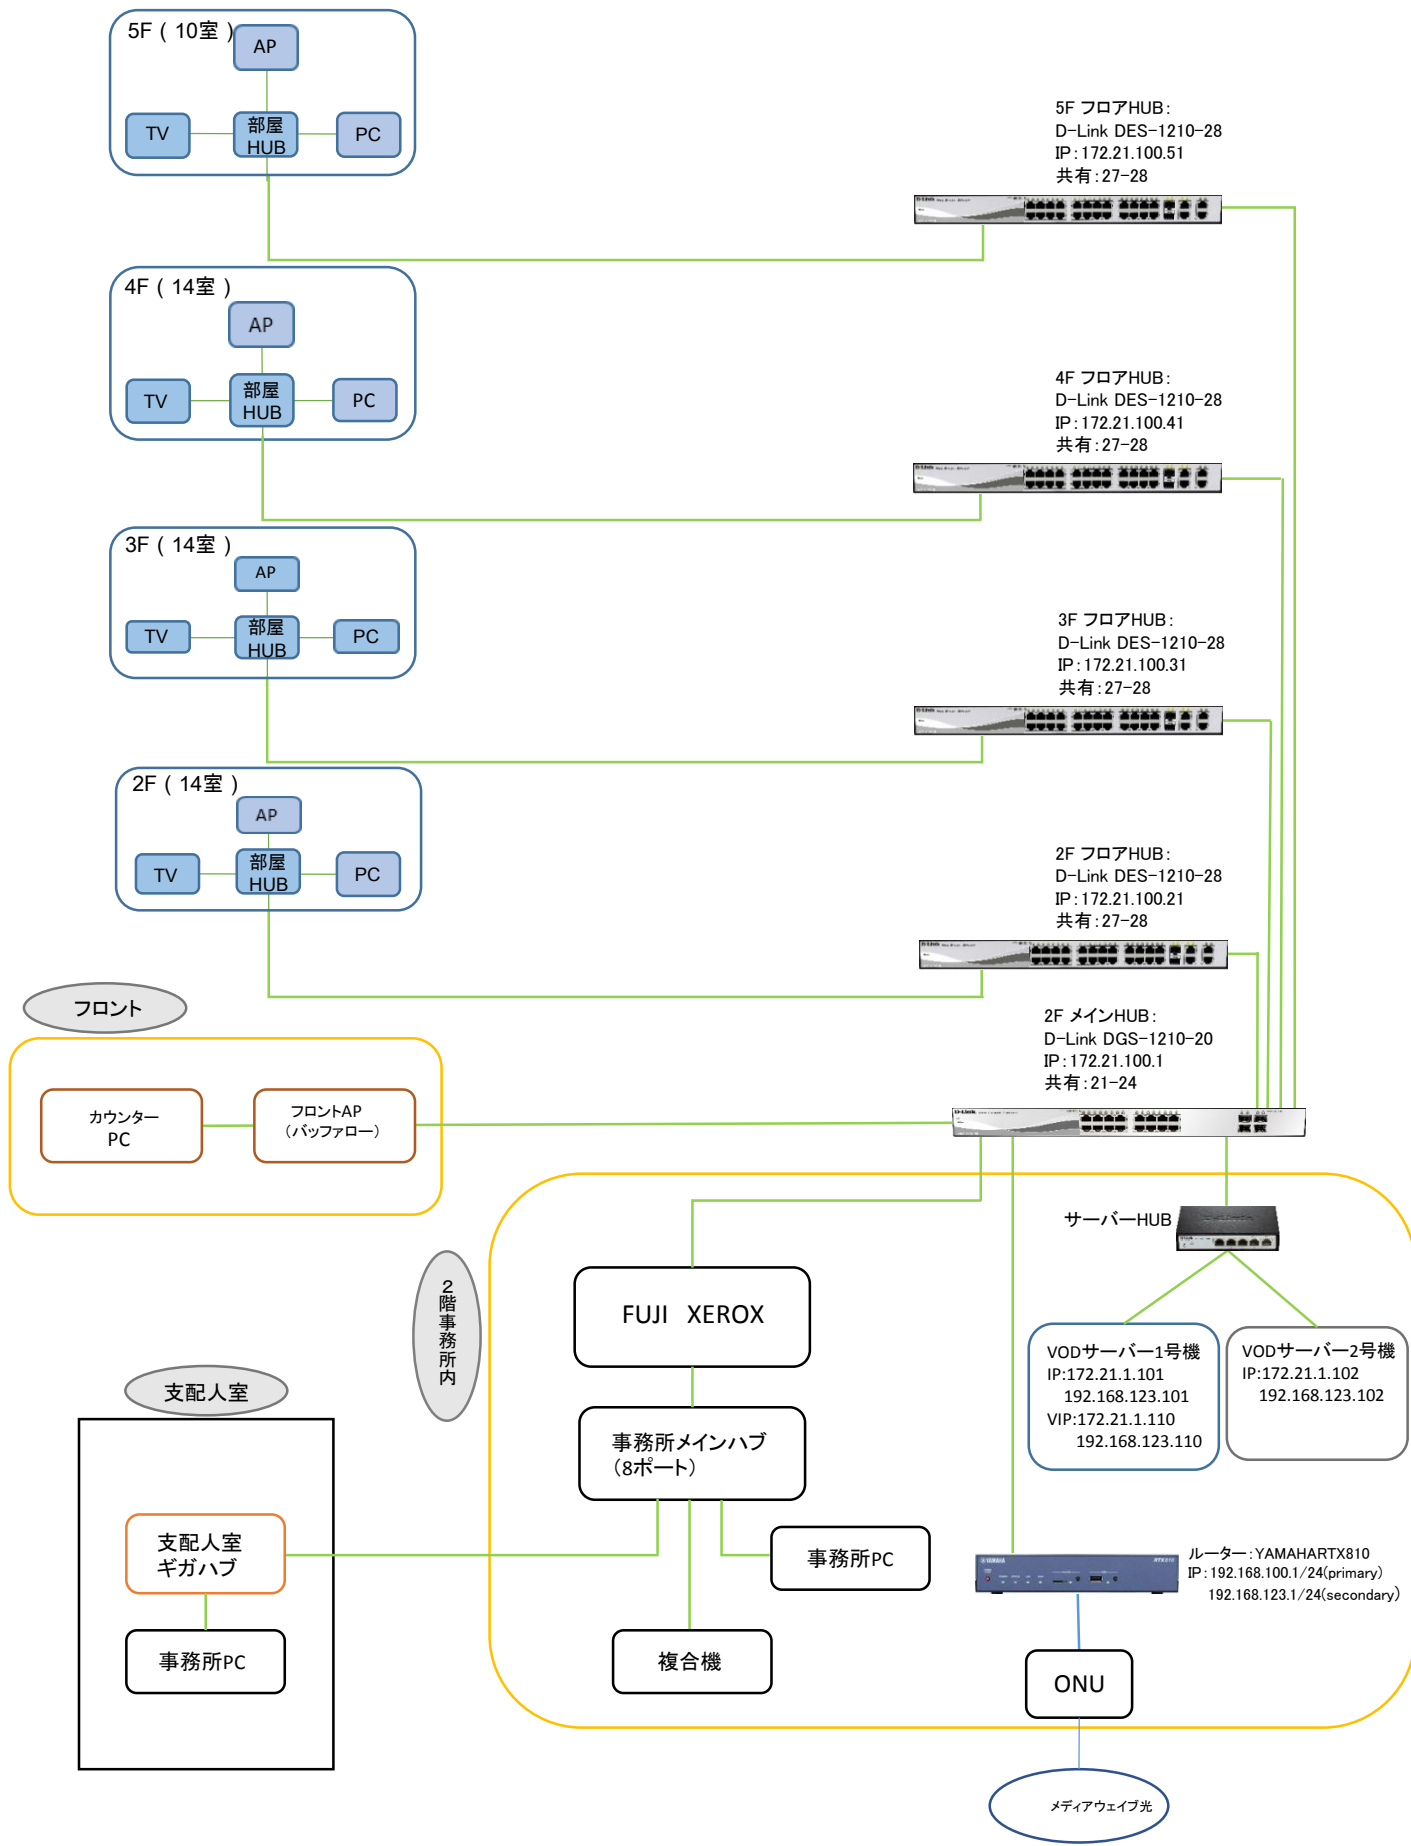 5F ( 10室 )
AP
TV
部屋
HUB
PC
5F フロアHUB：
D-Link DES-1210-28
IP：172.21.100.51
共有：27-28
D-Link
4F ( 14室 )
AP
TV
部屋
HUB
PC
4F フロアHUB：
D-Link DES-1210-28
IP：172.21.100.41
共有：27-28
D-Link
3F ( 14室 )
AP
TV
部屋
HUB
PC
3F フロアHUB：
D-Link DES-1210-28
IP：172.21.100.31
共有：27-28
D-Link
2F ( 14室 )
AP
TV
部屋
HUB
PC
2F フロアHUB：
D-Link DES-1210-28
IP：172.21.100.21
共有：27-28
D-Link
フロント
カウンター
PC
フロントAP
（バッファロー）
2F メインHUB：
D-Link DGS-1210-20
IP：172.21.100.1
共有：21-24
D-Link
サーバーHUB
2階事務所内
FUJI　XEROX
VODサーバー1号機
IP:172.21.1.101
192.168.123.101
VIP:172.21.1.110
192.168.123.110
VODサーバー2号機
IP:172.21.1.102
192.168.123.102
支配人室
事務所メインハブ
（8ポート）
支配人室
ギガハブ
事務所PC
事務所PC
複合機
YAMAHA
RTX810
ルーター：YAMAHARTX810
IP：192.168.100.1/24(primary)
192.168.123.1/24(secondary)
ONU
メディアウェイブ光